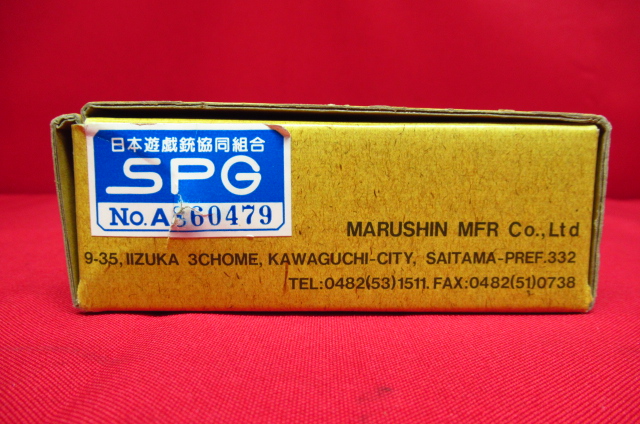 日本遊戯銃協同組合
SPG
No.A860479
MARUSHIN MFR Co.,Ltd
9-35,IIZUKA 3CHOME, KAWAGUCHI-CITY, SAITAMA-PREF.332
TEL:0482(53)1511. FAX:0482(51)0738